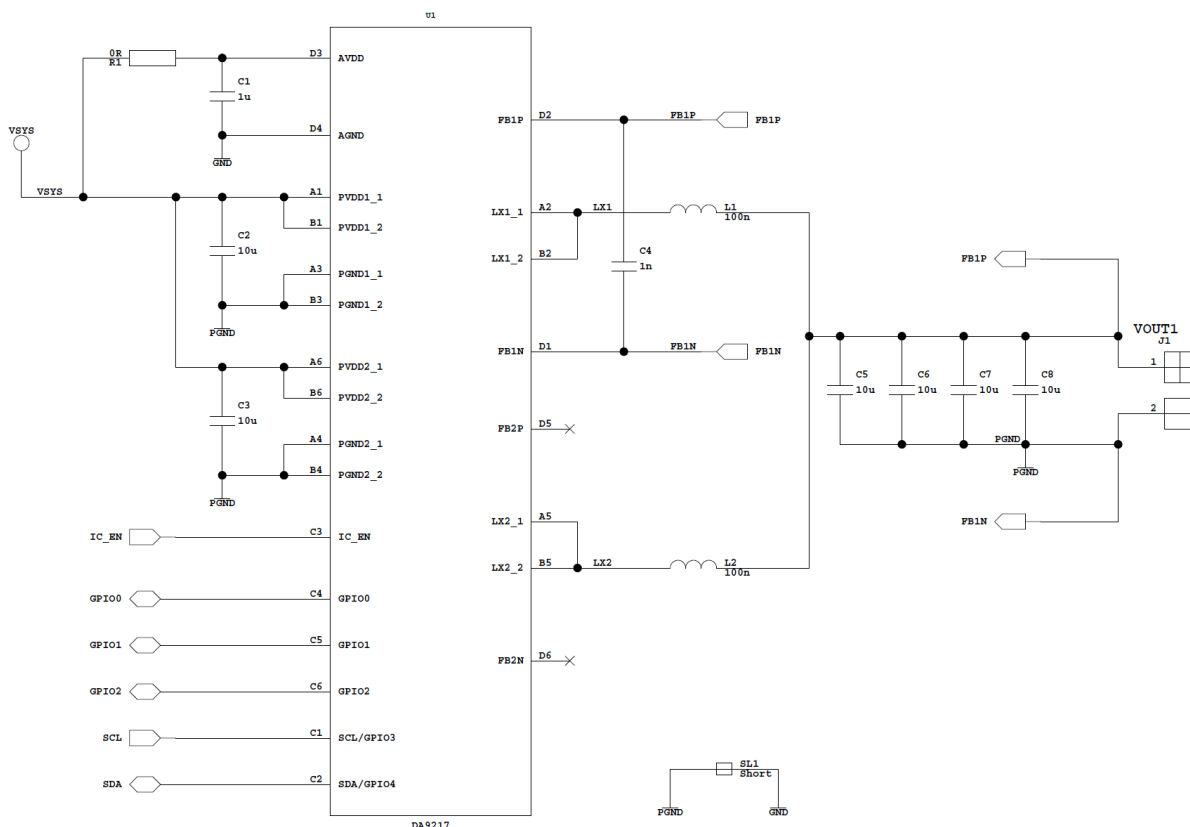 U1
0R
R1
D3
AVDD
C1
1u
D4
AGND
GND
VSYS
VSYS
A1
PVDD1_1
B1
PVDD1_2
C2
10u
A3
PGND1_1
B3
PGND1_2
PGND
A6
PVDD2_1
B6
PVDD2_2
C3
10u
A4
PGND2_1
B4
PGND2_2
PGND
IC_EN
C3
IC_EN
GPIO0
C4
GPIO0
GPIO1
C5
GPIO1
GPIO2
C6
GPIO2
SCL
C1
SCL/GPIO3
SDA
C2
SDA/GPIO4
DA9217
FB1P
D2
FB1P
FB1P
LX1_1
A2
LX1
L1
100n
LX1_2
B2
C4
1n
FB1N
D1
FB1N
FB1N
FB2P
D5
LX2_1
A5
LX2_2
B5
LX2
L2
100n
FB2N
D6
FB1P
VOUT1
J1
1
2
C5
10u
C6
10u
C7
10u
C8
10u
PGND
PGND
FB1N
SL1
Short
PGND
GND